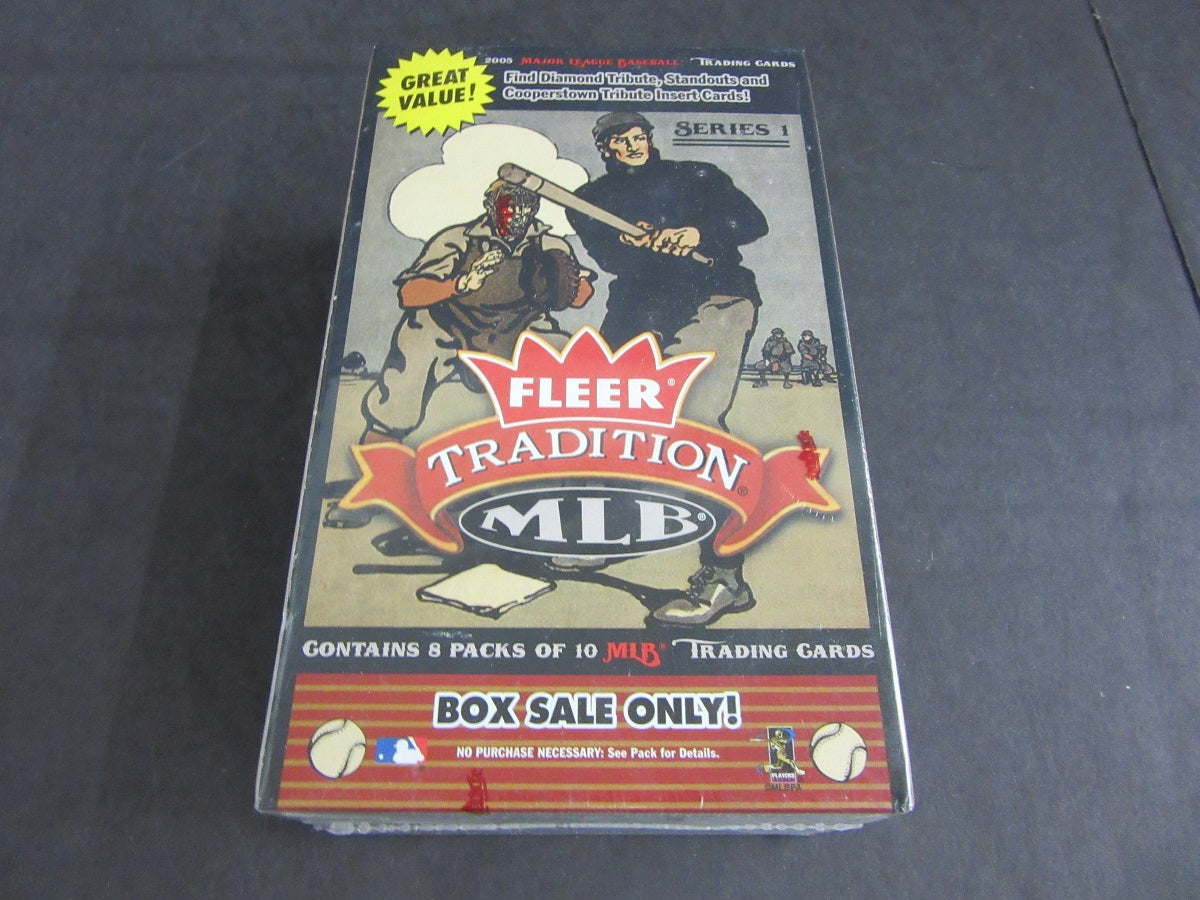 GREAT
VALUE!
2005 MAJOR LEAGUE BASEBALL TRADING CARDS
Find Diamond Tribute, Standouts and
Cooperstown Tribute Insert Cards!
SERIES 1
FLEER®
TRADITION®
MLB®
CONTAINS 8 PACKS OF 10 MLB® TRADING CARDS
BOX SALE ONLY!
NO PURCHASE NECESSARY: See Pack for Details.
PLAYERS
©MLBPA